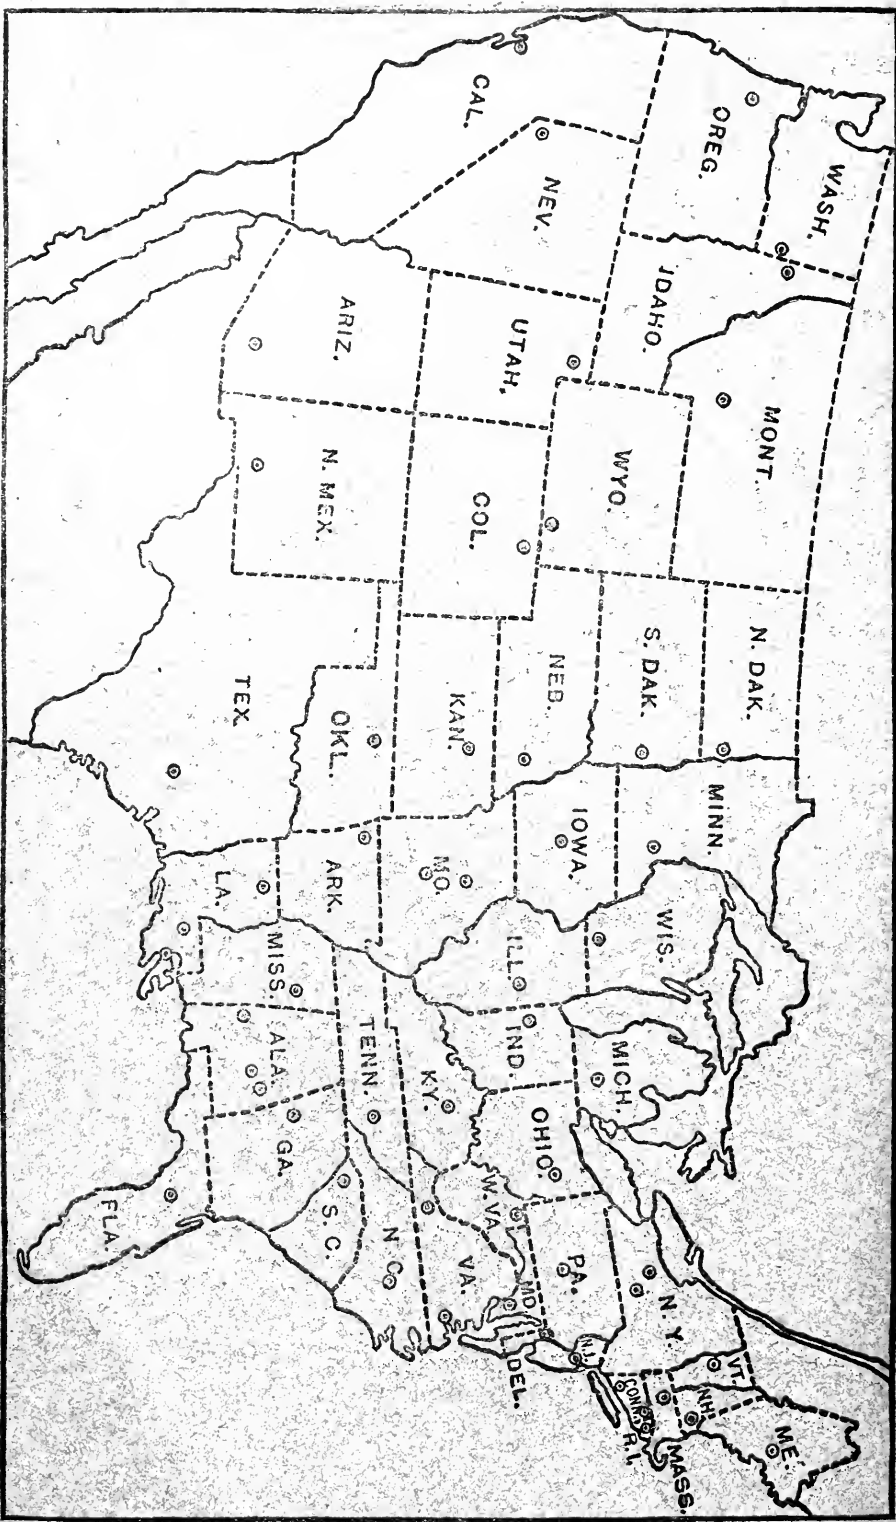 WASH.
OREG.
CAL.
NEV.
IDAHO.
MONT.
WYO.
UTAH,
ARIZ.
COL.
N. MEX.
N. DAK.
S. DAK.
NEB.
KAN.
OKL.
TEX.
MINN.
IOWA.
MO.
ARK.
LA.
WIS.
ILL.
MISS.
MICH.
IND.
OHIO.
KY.
TENN.
ALA.
GA.
FLA.
S. C.
N. C.
VA.
W. VA.
PA.
MD.
DEL.
N.J.
N. Y.
CONN.
R. I.
MASS.
VT.
N.H.
ME.